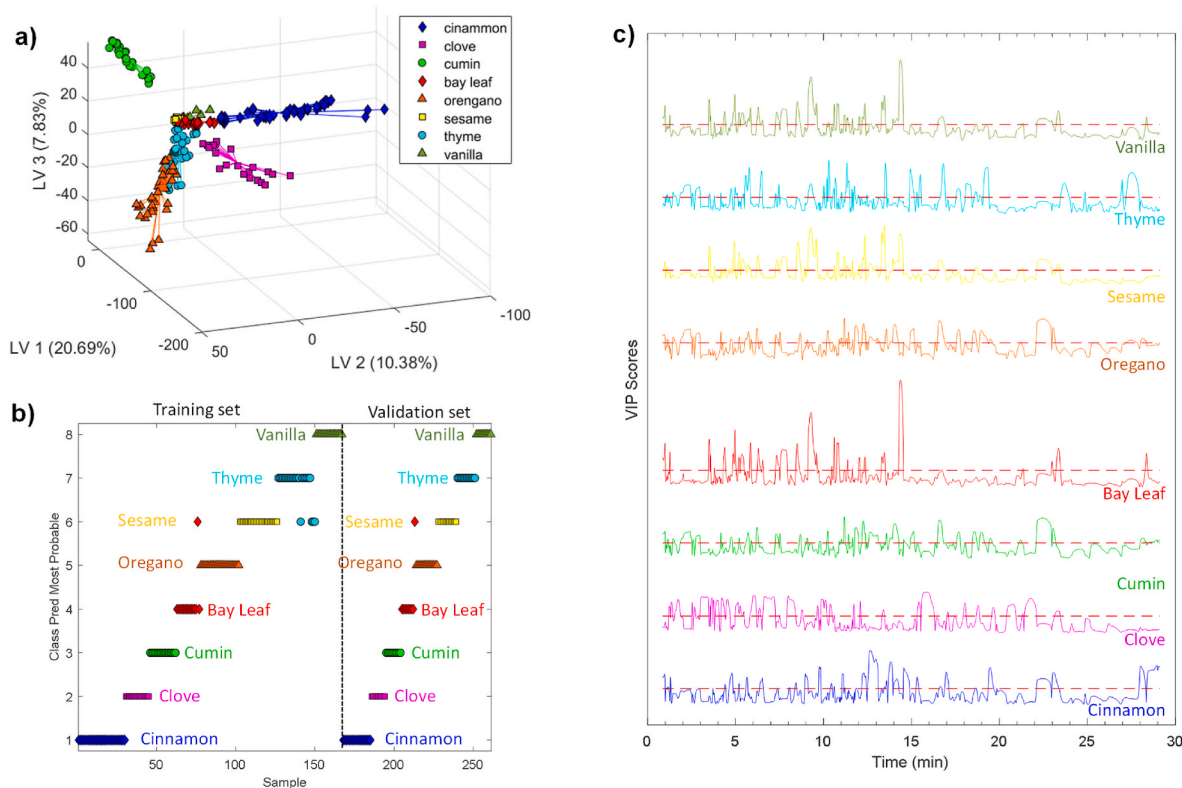 a)
cinammon
clove
cumin
bay leaf
orengano
sesame
thyme
vanilla
LV 3 (7.83%)
40
20
0
-20
-40
-60
0
-100
-200
LV 1 (20.69%)
50
0
-50
-100
LV 2 (10.38%)
b)
Training set
Validation set
Class Pred Most Probable
8
7
6
5
4
3
2
1
Vanilla
Vanilla
Thyme
Thyme
Sesame
Sesame
Oregano
Oregano
Bay Leaf
Bay Leaf
Cumin
Cumin
Clove
Clove
Cinnamon
Cinnamon
50
100
150
200
250
Sample
c)
VIP Scores
Vanilla
Thyme
Sesame
Oregano
Bay Leaf
Cumin
Clove
Cinnamon
0
5
10
15
20
25
30
Time (min)